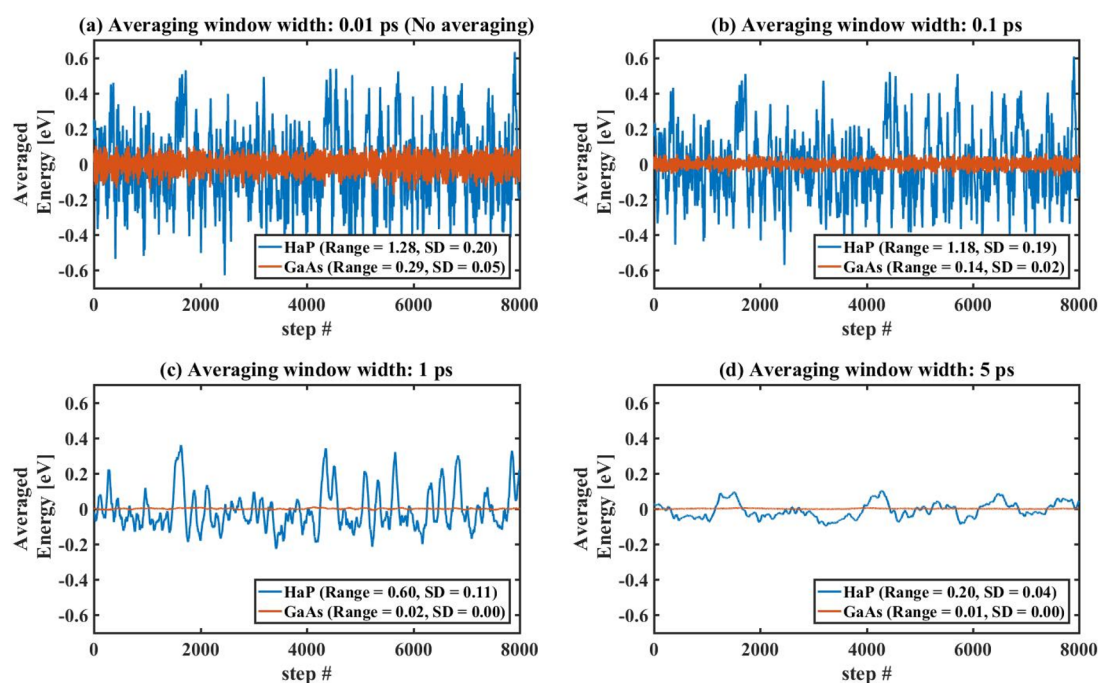 (a) Averaging window width: 0.01 ps (No averaging)
Averaged
Energy [eV]
0.6
0.4
0.2
0
-0.2
-0.4
-0.6
HaP (Range = 1.28, SD = 0.20)
GaAs (Range = 0.29, SD = 0.05)
0 2000 4000 6000 8000
step #
(b) Averaging window width: 0.1 ps
Averaged
Energy [eV]
0.6
0.4
0.2
0
-0.2
-0.4
-0.6
HaP (Range = 1.18, SD = 0.19)
GaAs (Range = 0.14, SD = 0.02)
0 2000 4000 6000 8000
step #
(c) Averaging window width: 1 ps
Averaged
Energy [eV]
0.6
0.4
0.2
0
-0.2
-0.4
-0.6
HaP (Range = 0.60, SD = 0.11)
GaAs (Range = 0.02, SD = 0.00)
0 2000 4000 6000 8000
step #
(d) Averaging window width: 5 ps
Averaged
Energy [eV]
0.6
0.4
0.2
0
-0.2
-0.4
-0.6
HaP (Range = 0.20, SD = 0.04)
GaAs (Range = 0.01, SD = 0.00)
0 2000 4000 6000 8000
step #